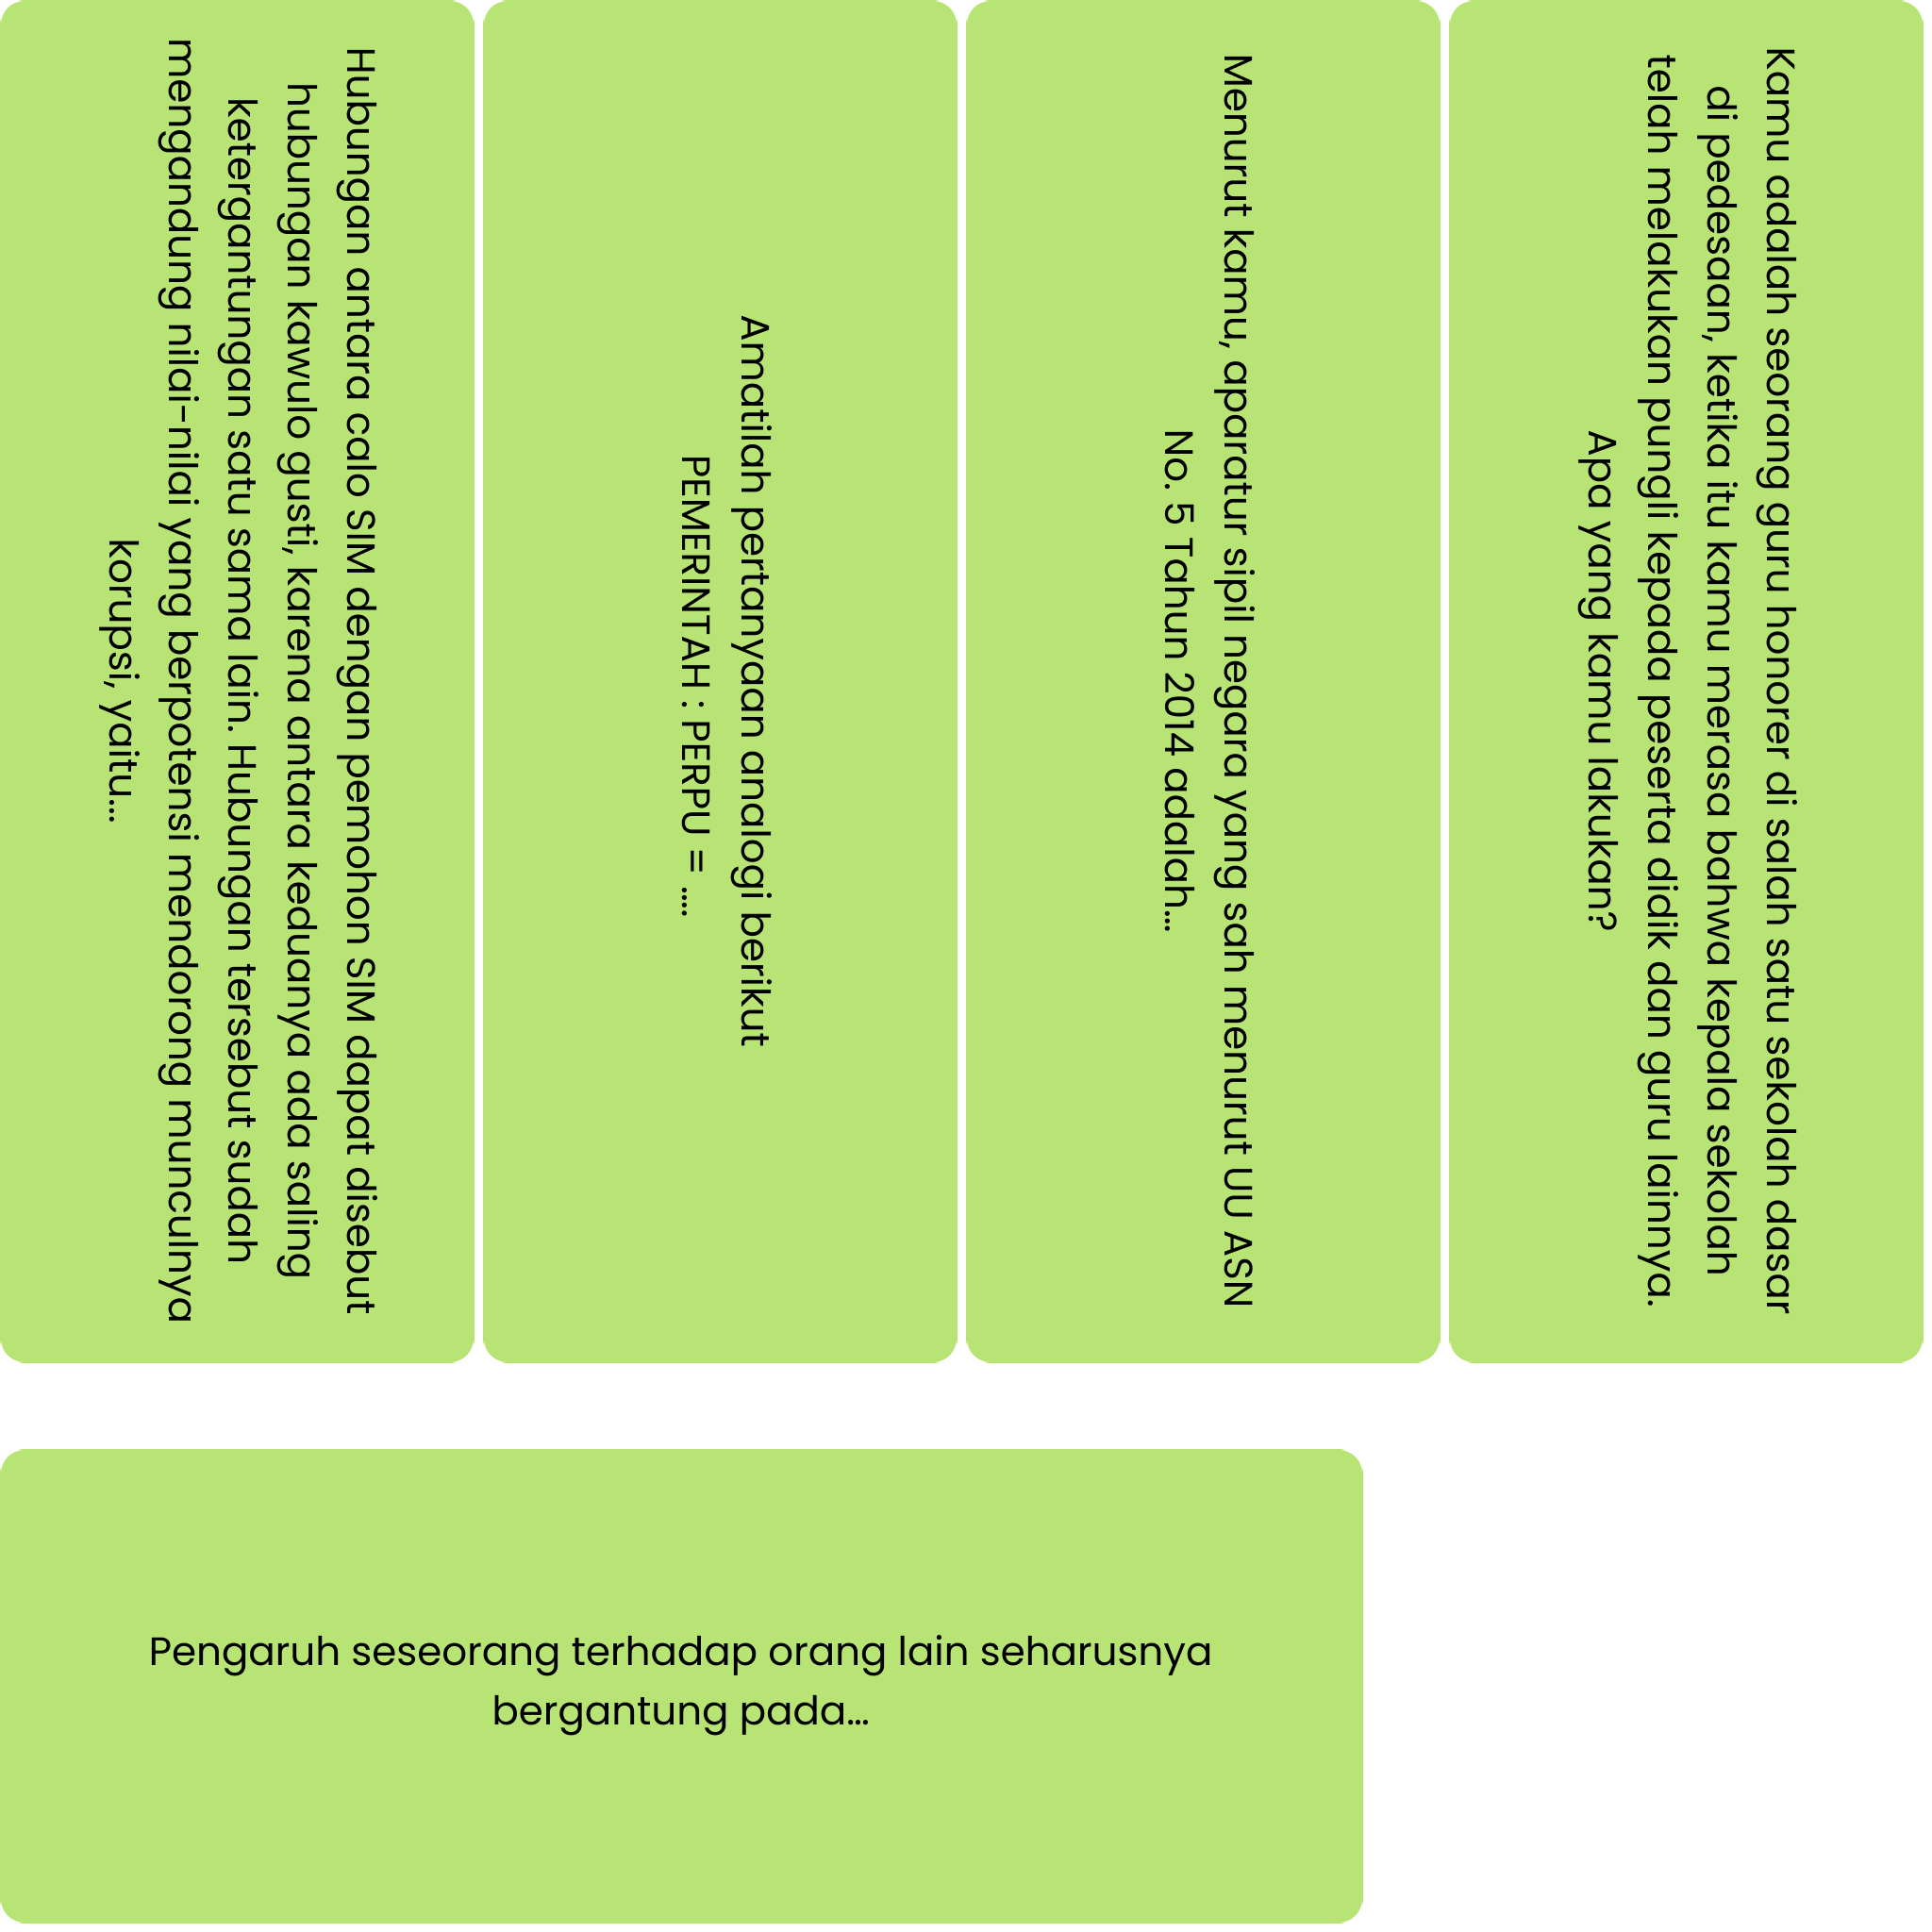 Hubungan antara calo SIM dengan pemohon SIM dapat disebut
hubungan kawulo gusti, karena antara keduanya ada saling
ketergantungan satu sama lain. Hubungan tersebut sudah
mengandung nilai-nilai yang berpotensi mendorong munculnya
korupsi, yaitu...
Amatilah pertanyaan analogi berikut
PEMERINTAH : PERPU = ....
Menurut kamu, aparatur sipil negara yang sah menurut UU ASN
No. 5 Tahun 2014 adalah...
Kamu adalah seorang guru honorer di salah satu sekolah dasar
di pedesaan, ketika itu kamu merasa bahwa kepala sekolah
telah melakukan pungli kepada peserta didik dan guru lainnya.
Apa yang kamu lakukan?
Pengaruh seseorang terhadap orang lain seharusnya
bergantung pada...